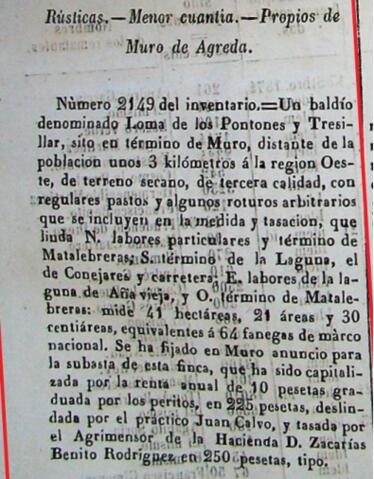 Rústicas.—Menor cuantia.—Propios de
Muro de Agreda.
Número 2149 del inventario.=Un baldío
denominado Loma de los Pontones y Tresi-
llar, sito en término de Muro, distante de la
poblacion unos 3 kilómetros á la region Oes-
te, de terreno secano, de tercera calidad, con
regulares pastos y algunos roturos arbitrarios
que se incluyen en la medida y tasacion, que
linda N. labores particulares y término de
Matalebreras; S. término de la Laguna, el
de Conejares y carretera; E. labores de la la-
guna de Añavieja, y O. término de Matale-
breras: mide 41 hectáreas, 21 áreas y 30
centiáreas, equivalentes á 64 fanegas de márco
nacional. Se ha fijado en Muro anuncio para
la subasta de esta finca, que ha sido capitali-
zada por la renta anual de 10 pesetas gra-
duada por los peritos, en 225 pesetas, deslin-
dada por el práctico Juan Calvo, y tasada por
el Agrimensor de la Hacienda D. Zacarías
Benito Rodríguez en 250 pesetas, tipo.